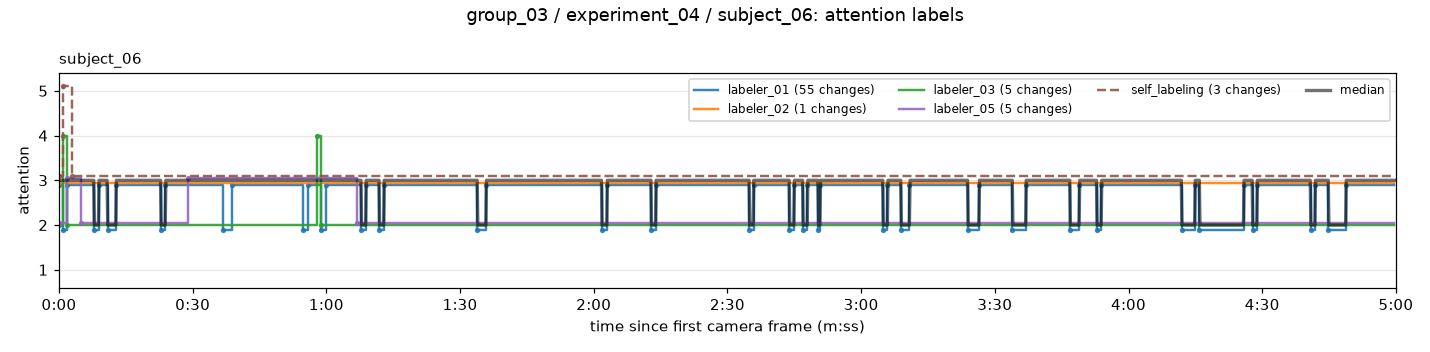 group_03 / experiment_04 / subject_06: attention labels
subject_06
labeler_01 (55 changes)
labeler_02 (1 changes)
labeler_03 (5 changes)
labeler_05 (5 changes)
self_labeling (3 changes)
median
attention
5
4
3
2
1
0:00 0:30 1:00 1:30 2:00 2:30 3:00 3:30 4:00 4:30 5:00
time since first camera frame (m:ss)